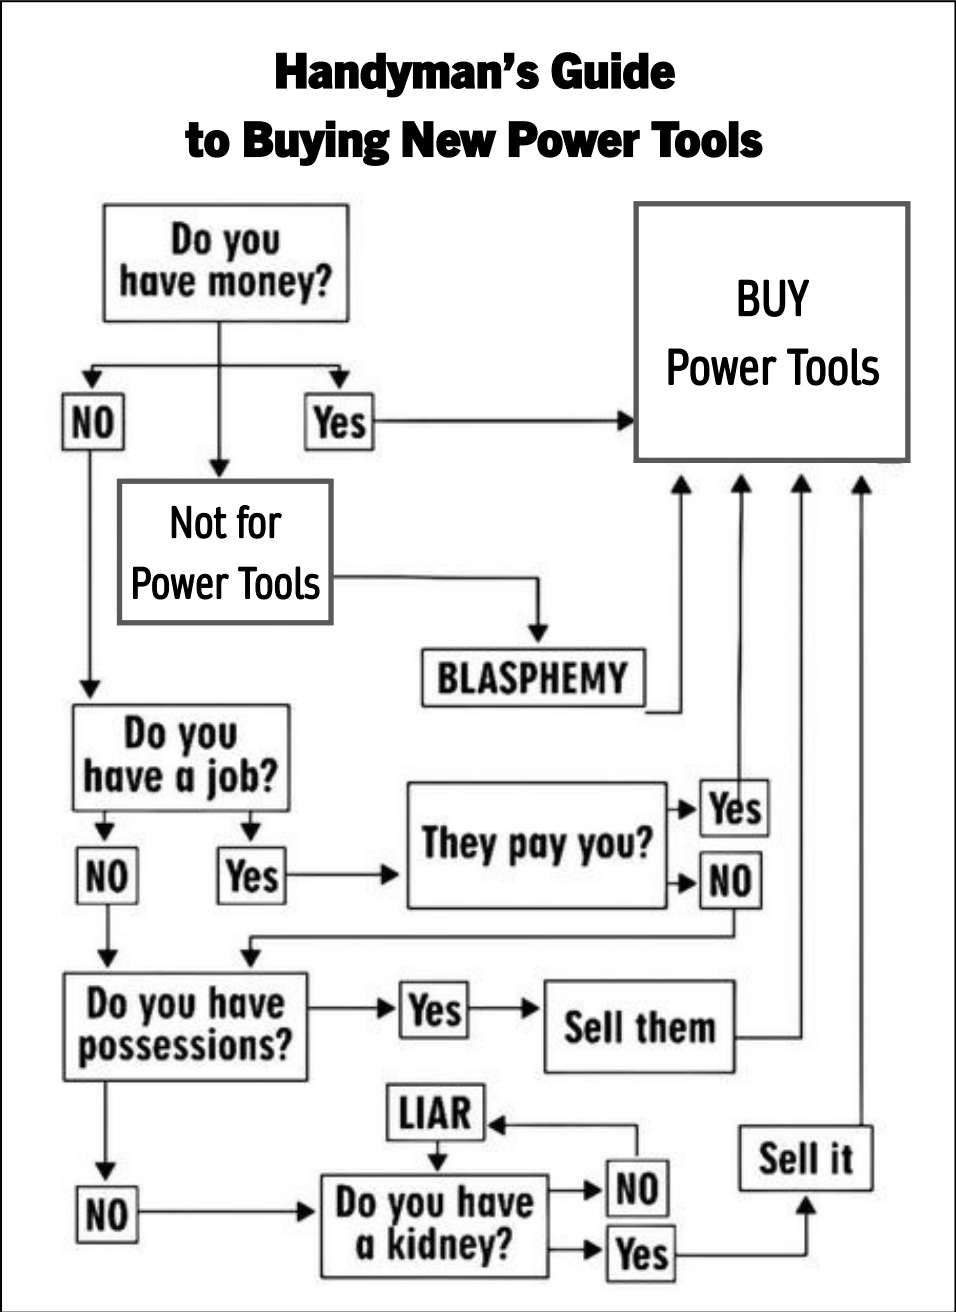 Handyman's Guide
to Buying New Power Tools
Do you
have money?
BUY
Power Tools
NO
Yes
Not for
Power Tools
BLASPHEMY
Do you
have a job?
They pay you?
Yes
NO
NO
Yes
Do you have
possessions?
Yes
Sell them
LIAR
Sell it
NO
Do you have
a kidney?
NO
Yes